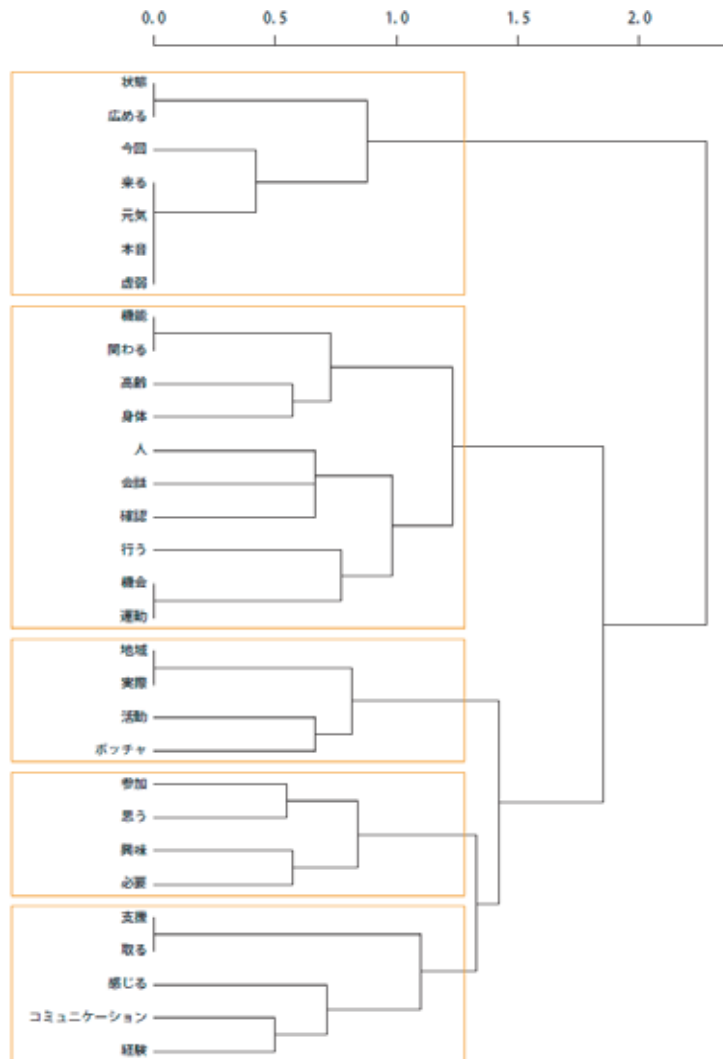 0.0 0.5 1.0 1.5 2.0
状態
広める
今回
来る
元気
本音
虚弱
機能
関わる
高齢
身体
人
会話
確認
行う
機会
運動
地域
実際
活動
ボッチャ
参加
思う
興味
必要
支援
取る
感じる
コミュニケーション
経験